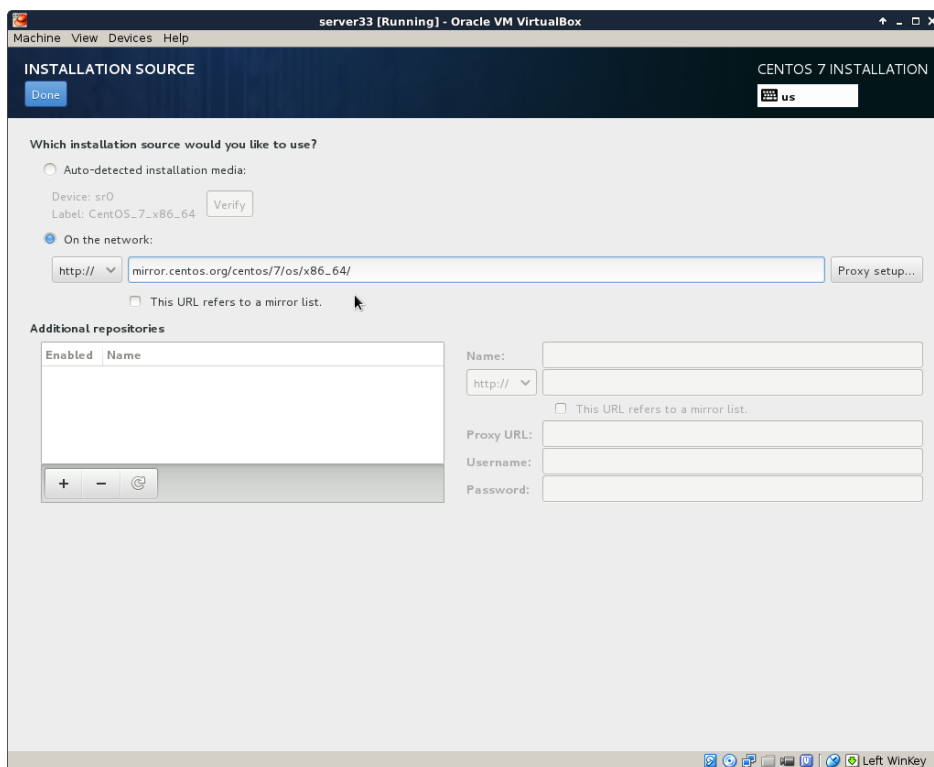 server33 [Running] - Oracle VM VirtualBox
Machine View Devices Help
INSTALLATION SOURCE
CENTOS 7 INSTALLATION
Done
us
Which installation source would you like to use?
Auto-detected installation media:
Device: sr0
Label: CentOS_7_x86_64
Verify
On the network:
http:// mirror.centos.org/centos/7/os/x86_64/ Proxy setup...
This URL refers to a mirror list.
Additional repositories
Enabled Name
Name:
http://
This URL refers to a mirror list.
Proxy URL:
Username:
Password:
Left WinKey